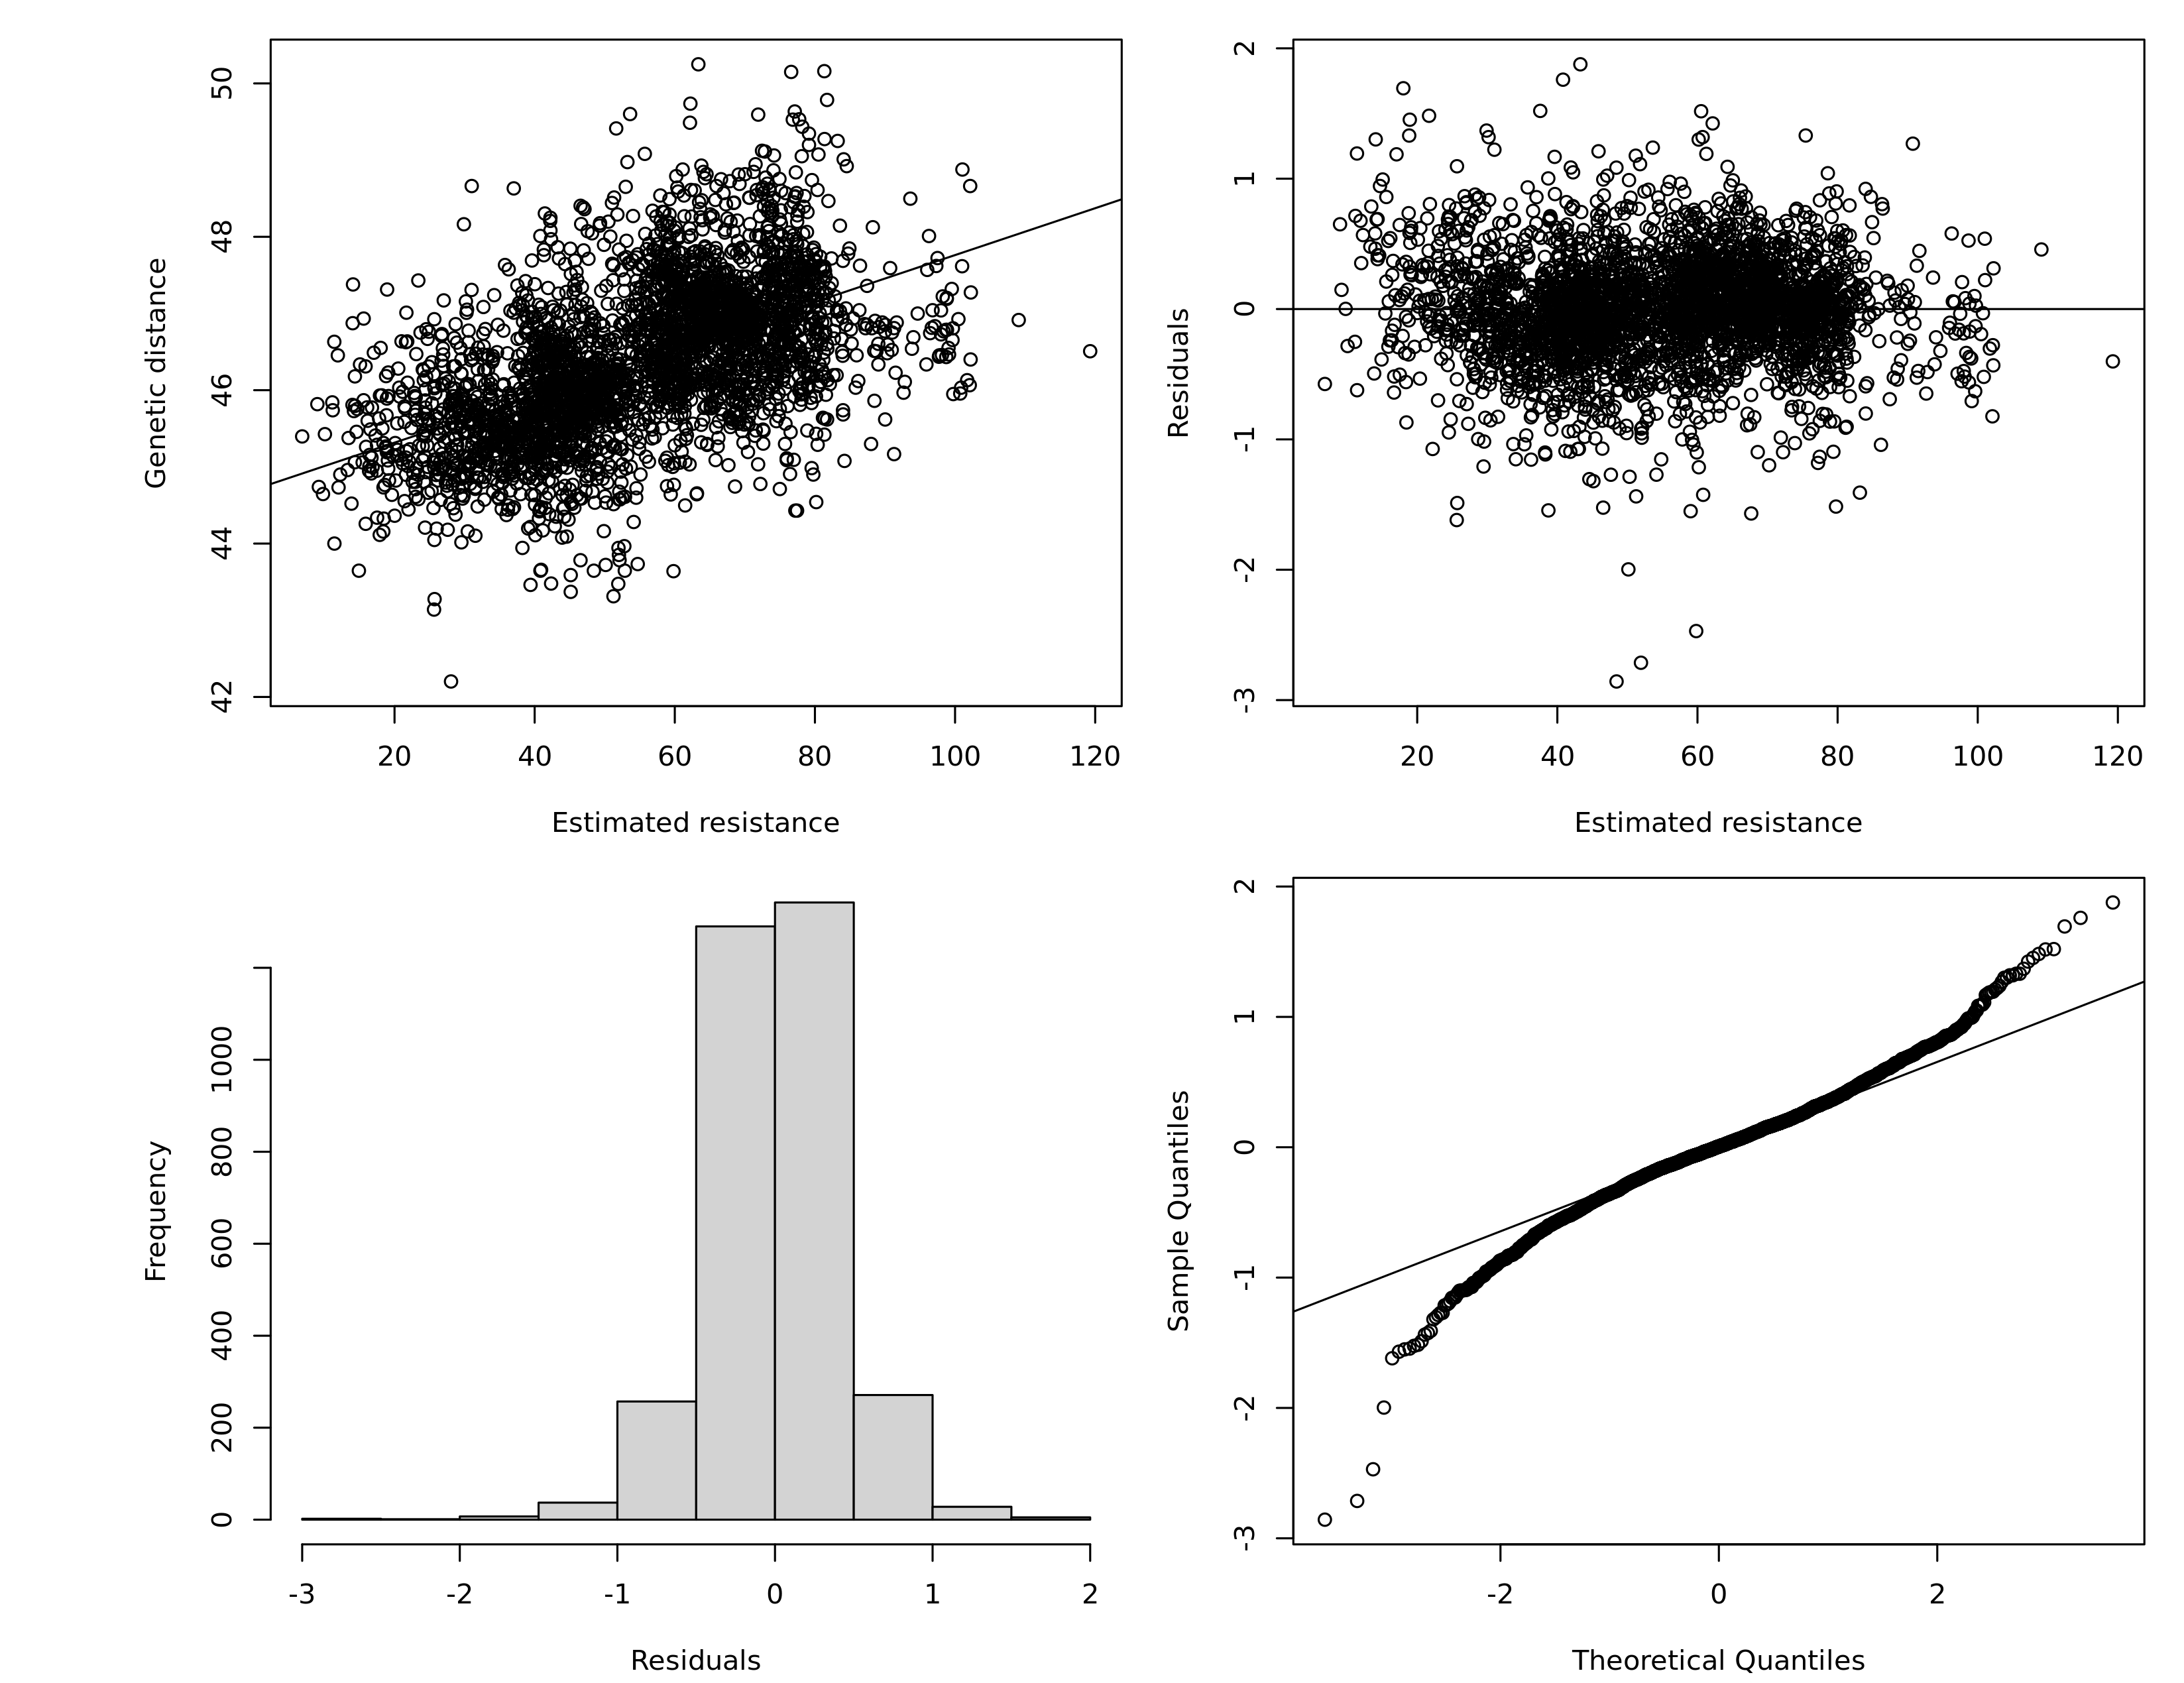 50
48
46
44
42
Genetic distance
20 40 60 80 100 120
Estimated resistance
2
1
0
-1
-2
-3
Residuals
20 40 60 80 100 120
Estimated resistance
1000
800
600
400
200
0
Frequency
-3 -2 -1 0 1 2
Residuals
2
1
0
-1
-2
-3
Sample Quantiles
-2 0 2
Theoretical Quantiles